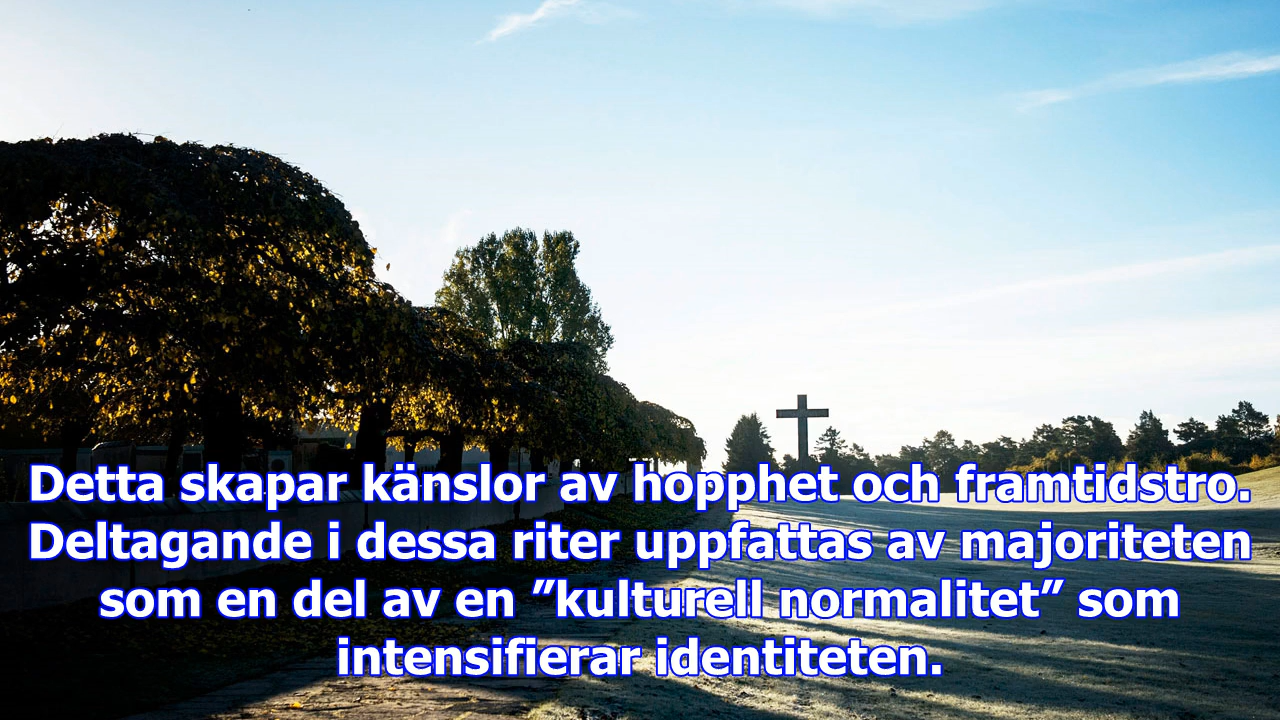 Detta skapar känslor av hopphet och framtidstro.
Deltagande i dessa riter uppfattas av majoriteten
som en del av en ”kulturell normalitet” som
intensifierar identiteten.